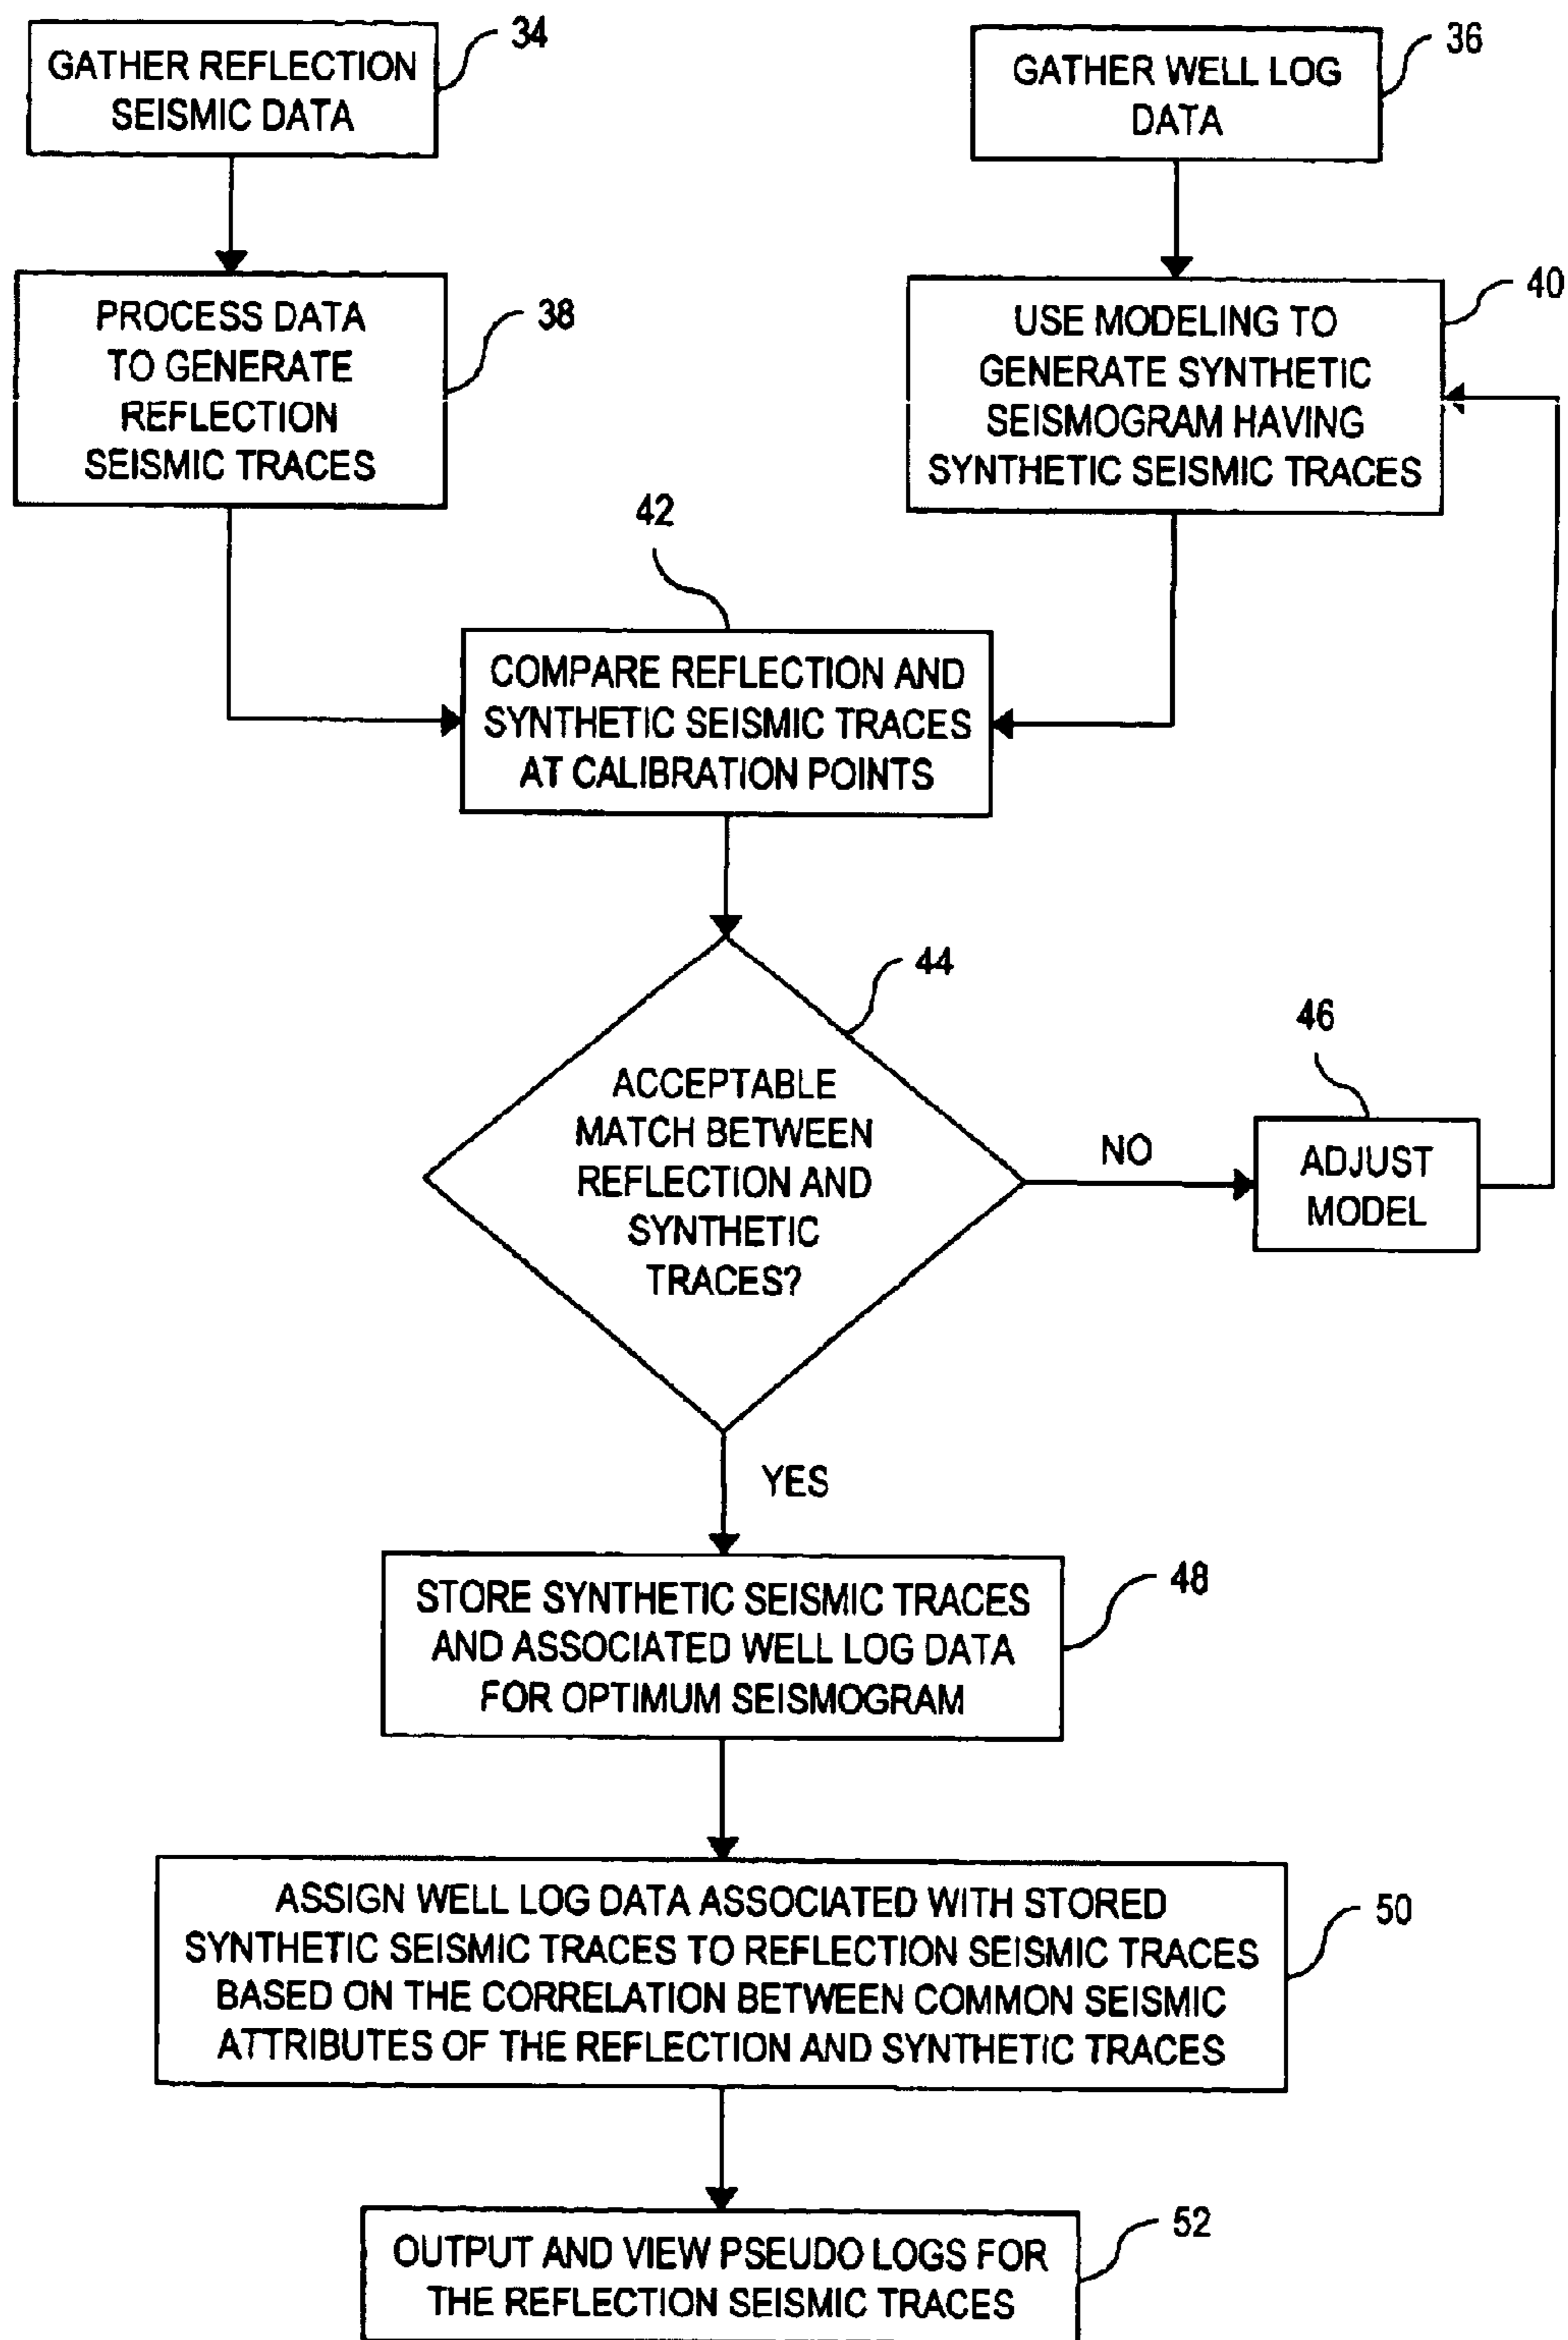 34
GATHER REFLECTION
SEISMIC DATA
36
GATHER WELL LOG
DATA
38
PROCESS DATA
TO GENERATE
REFLECTION
SEISMIC TRACES
40
USE MODELING TO
GENERATE SYNTHETIC
SEISMOGRAM HAVING
SYNTHETIC SEISMIC TRACES
42
COMPARE REFLECTION AND
SYNTHETIC SEISMIC TRACES
AT CALIBRATION POINTS
44
ACCEPTABLE
MATCH BETWEEN
REFLECTION AND
SYNTHETIC
TRACES?
NO
46
ADJUST
MODEL
YES
48
STORE SYNTHETIC SEISMIC TRACES
AND ASSOCIATED WELL LOG DATA
FOR OPTIMUM SEISMOGRAM
50
ASSIGN WELL LOG DATA ASSOCIATED WITH STORED
SYNTHETIC SEISMIC TRACES TO REFLECTION SEISMIC TRACES
BASED ON THE CORRELATION BETWEEN COMMON SEISMIC
ATTRIBUTES OF THE REFLECTION AND SYNTHETIC TRACES
52
OUTPUT AND VIEW PSEUDO LOGS FOR
THE REFLECTION SEISMIC TRACES